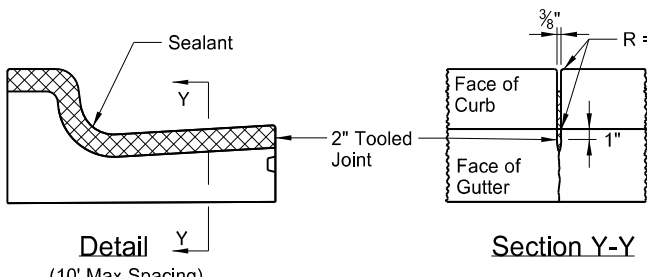 Sealant
Y
Y
Detail
(10' Max Spacing)
2" Tooled
Joint
3/8"
R =
Face of
Curb
1"
Face of
Gutter
Section Y-Y